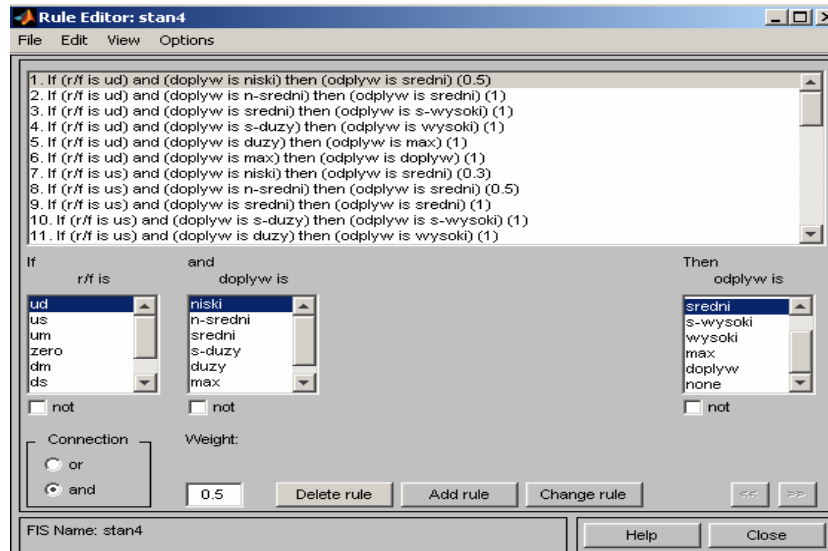 Rule Editor: stan4
File Edit View Options
1. If (r/f is ud) and (doplyw is niski) then (odplyw is sredni) (0.5)
2. If (r/f is ud) and (doplyw is n-sredni) then (odplyw is sredni) (1)
3. If (r/f is ud) and (doplyw is sredni) then (odplyw is s-wysoki) (1)
4. If (r/f is ud) and (doplyw is s-duzy) then (odplyw is wysoki) (1)
5. If (r/f is ud) and (doplyw is duzy) then (odplyw is max) (1)
6. If (r/f is ud) and (doplyw is max) then (odplyw is doplyw) (1)
7. If (r/f is us) and (doplyw is niski) then (odplyw is sredni) (0.3)
8. If (r/f is us) and (doplyw is n-sredni) then (odplyw is sredni) (0.5)
9. If (r/f is us) and (doplyw is sredni) then (odplyw is sredni) (1)
10. If (r/f is us) and (doplyw is s-duzy) then (odplyw is s-wysoki) (1)
11. If (r/f is us) and (doplyw is duzy) then (odplyw is wysoki) (1)
If
r/f is
ud
us
um
zero
dm
ds
not
and
doplyw is
niski
n-sredni
sredni
s-duzy
duzy
max
not
Then
odplyw is
sredni
s-wysoki
wysoki
max
doplyw
none
not
Connection
or
and
Weight:
0.5
Delete rule
Add rule
Change rule
<<
>>
FIS Name: stan4
Help
Close